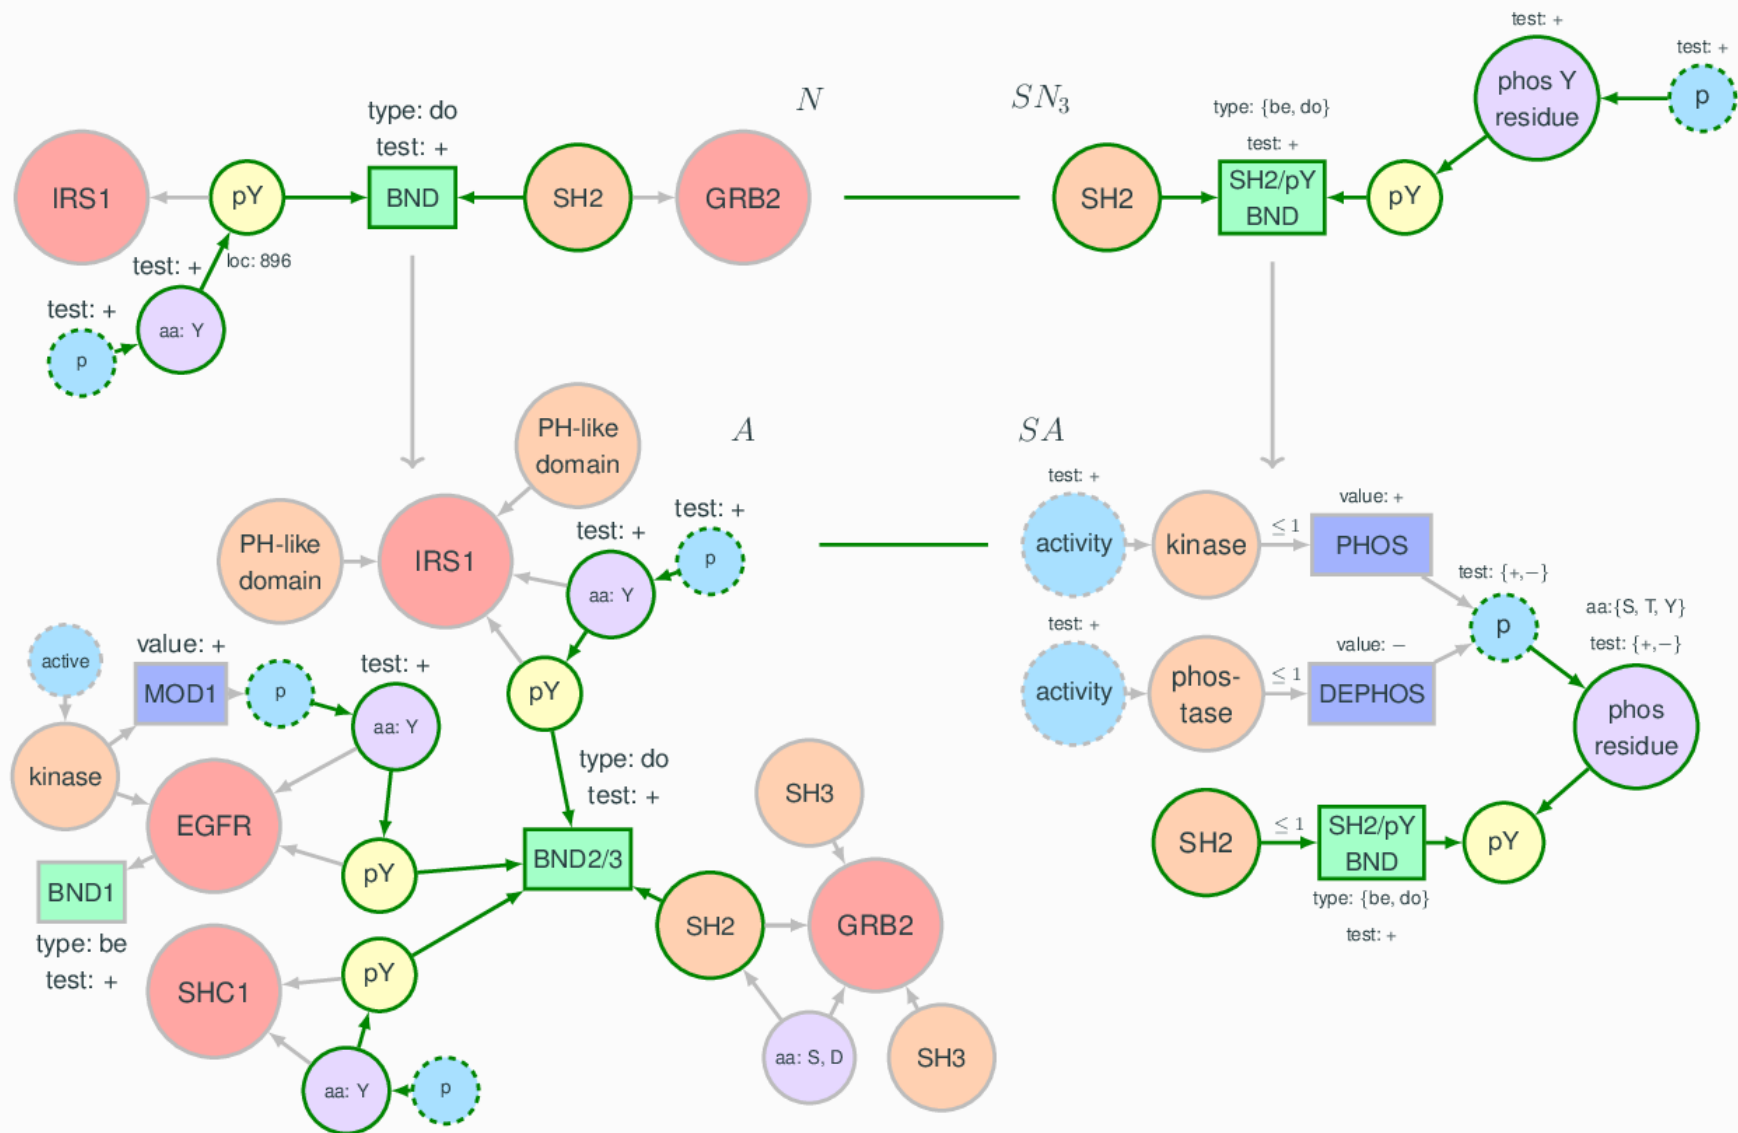 N
SN₃
type: do
test: +
IRS1
pY
BND
SH2
GRB2
loc: 896
test: +
aa: Y
test: +
p
type: {be, do}
test: +
SH2
SH2/pY
BND
pY
test: +
phos Y
residue
test: +
p
A
SA
PH-like
domain
PH-like
domain
IRS1
test: +
aa: Y
test: +
p
pY
active
value: +
MOD1
p
test: +
aa: Y
kinase
EGFR
pY
BND1
type: be
test: +
type: do
test: +
BND2/3
SHC1
pY
aa: Y
p
SH2
SH3
GRB2
aa: S, D
SH3
test: +
activity
kinase
≤ 1
value: +
PHOS
test: +
activity
phos-
tase
≤ 1
value: −
DEPHOS
test: {+,−}
p
aa:{S, T, Y}
test: {+,−}
phos
residue
SH2
≤ 1
SH2/pY
BND
type: {be, do}
test: +
pY